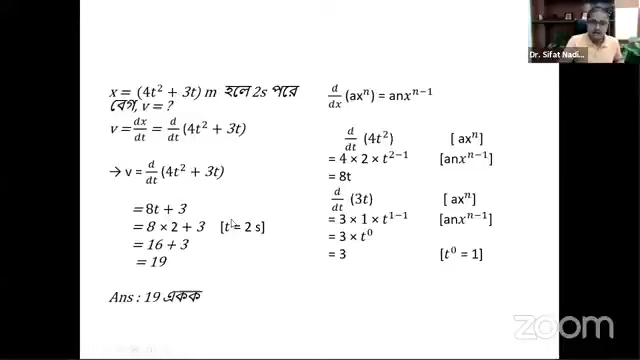 Dr. Sifat Nadi...
x = (4t² + 3t) m হলে 2s পরে
বেগ, v = ?
v = dx/dt = d/dt (4t² + 3t)
→ v = d/dt (4t² + 3t)
= 8t + 3
= 8 × 2 + 3 [t = 2 s]
= 16 + 3
= 19
Ans : 19 একক
d/dx (axⁿ) = anxⁿ⁻¹
d/dt (4t²) [ axⁿ]
= 4 × 2 × t²⁻¹ [anxⁿ⁻¹]
= 8t
d/dt (3t) [ axⁿ]
= 3 × 1 × t¹⁻¹ [anxⁿ⁻¹]
= 3 × t⁰
= 3 [t⁰ = 1]
zoom